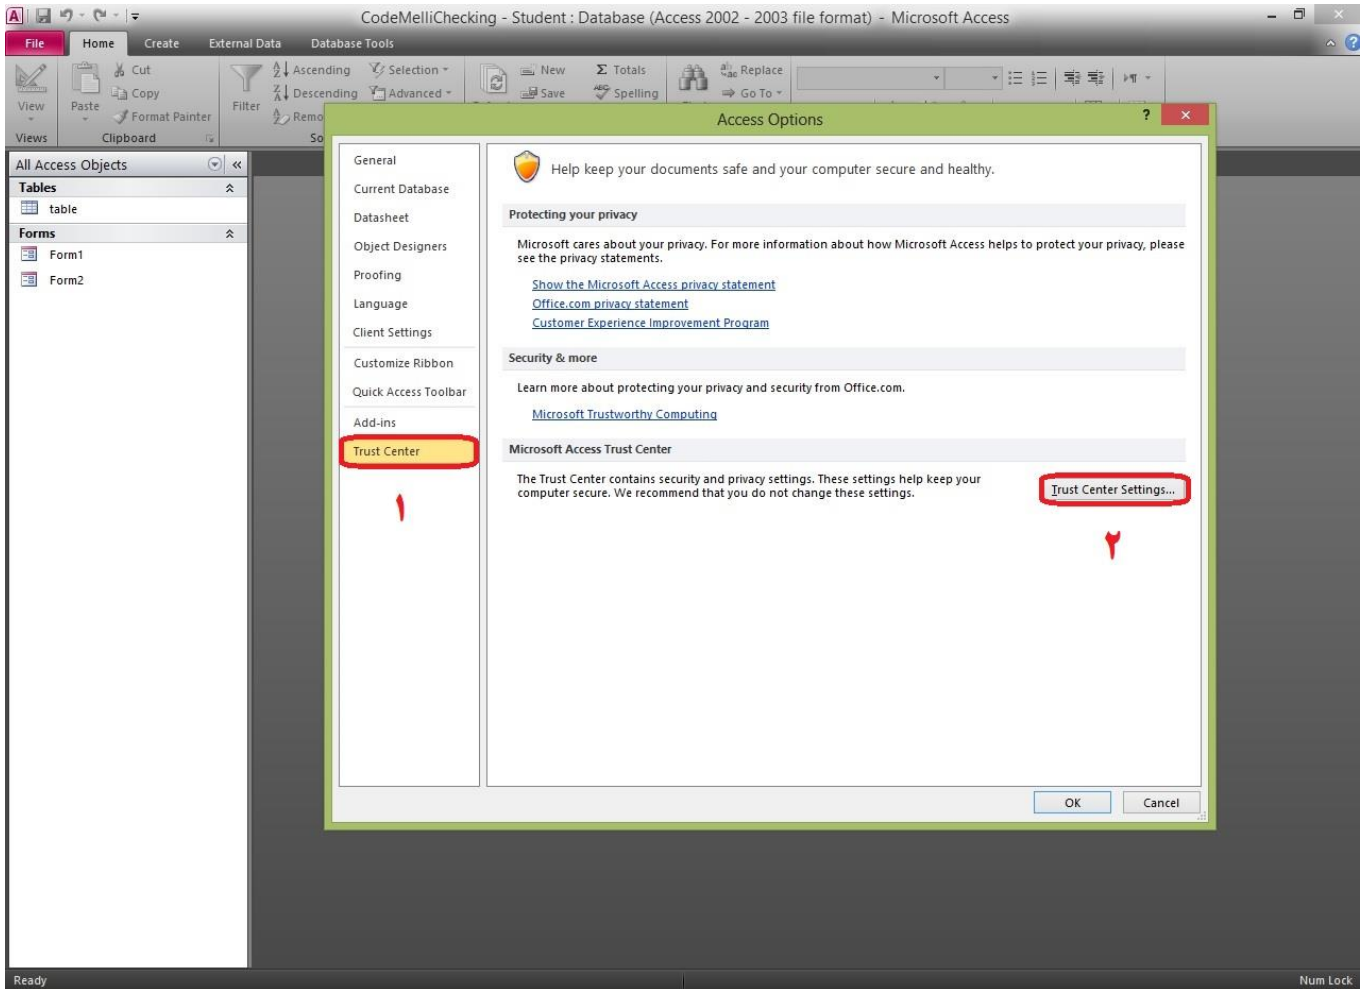 CodeMelliChecking - Student : Database (Access 2002 - 2003 file format) - Microsoft Access
File Home Create External Data Database Tools
Cut
Copy
Format Painter
View
Paste
Views
Clipboard
Filter
Ascending
Descending
Remo
So
Selection
Advanced
New
Save
Totals
Spelling
Replace
Go To
Access Options
All Access Objects
Tables
table
Forms
Form1
Form2
General
Current Database
Datasheet
Object Designers
Proofing
Language
Client Settings
Customize Ribbon
Quick Access Toolbar
Add-ins
Trust Center
۱
Help keep your documents safe and your computer secure and healthy.
Protecting your privacy
Microsoft cares about your privacy. For more information about how Microsoft Access helps to protect your privacy, please
see the privacy statements.
Show the Microsoft Access privacy statement
Office.com privacy statement
Customer Experience Improvement Program
Security & more
Learn more about protecting your privacy and security from Office.com.
Microsoft Trustworthy Computing
Microsoft Access Trust Center
The Trust Center contains security and privacy settings. These settings help keep your
computer secure. We recommend that you do not change these settings.
Trust Center Settings...
۲
OK
Cancel
Ready
Num Lock